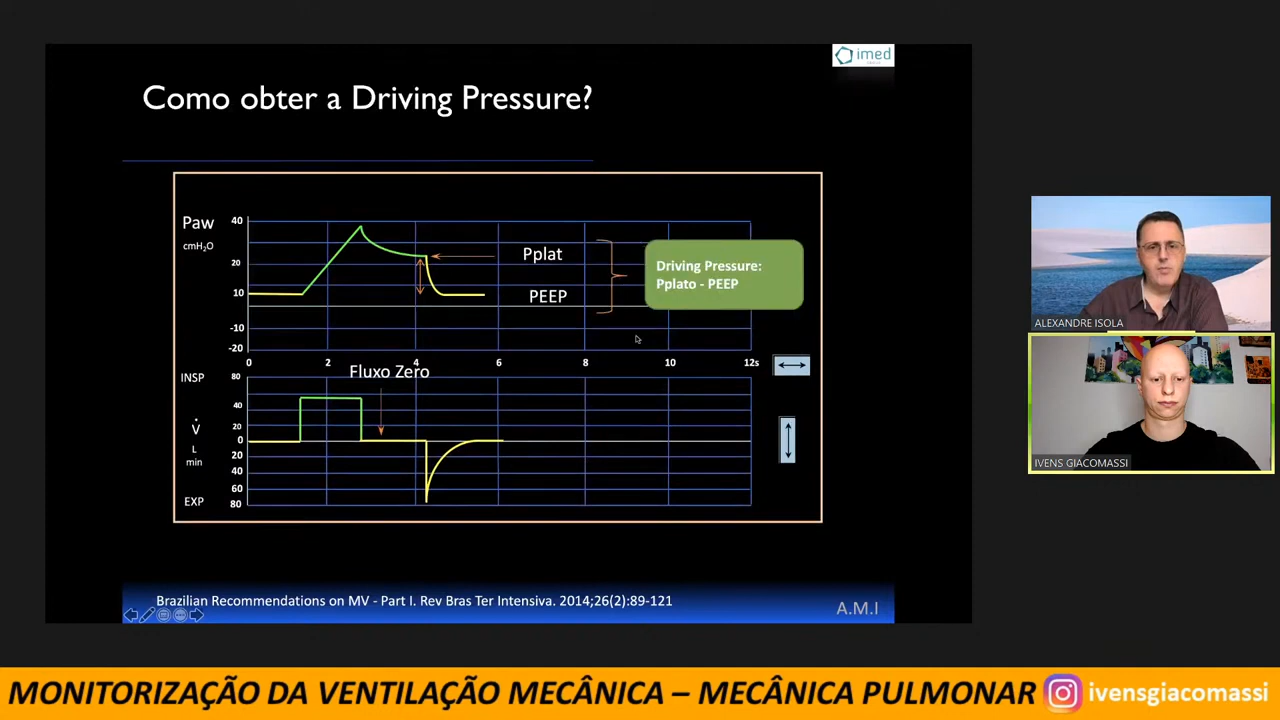 imed
Como obter a Driving Pressure?
Paw
cmH₂O
40
20
10
-10
-20
Pplat
PEEP
Driving Pressure:
Pplato - PEEP
0 2 4 6 8 10 12s
Fluxo Zero
INSP
V̇
L
min
EXP
80
40
20
0
20
40
60
80
Brazilian Recommendations on MV - Part I. Rev Bras Ter Intensiva. 2014;26(2):89-121
A.M.I
ALEXANDRE ISOLA
IVENS GIACOMASSI
MONITORIZAÇÃO DA VENTILAÇÃO MECÂNICA – MECÂNICA PULMONAR
ivensgiacomassi